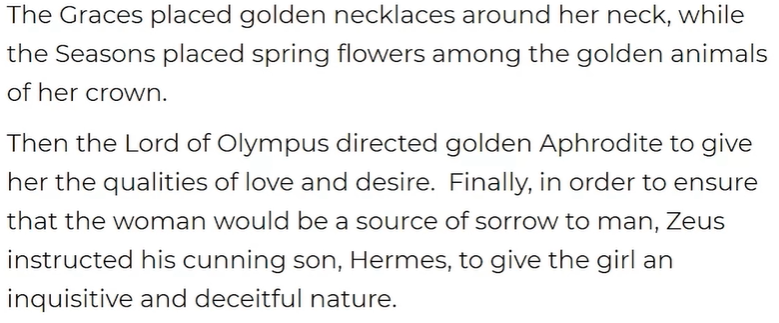 The Graces placed golden necklaces around her neck, while
the Seasons placed spring flowers among the golden animals
of her crown.
Then the Lord of Olympus directed golden Aphrodite to give
her the qualities of love and desire.  Finally, in order to ensure
that the woman would be a source of sorrow to man, Zeus
instructed his cunning son, Hermes, to give the girl an
inquisitive and deceitful nature.